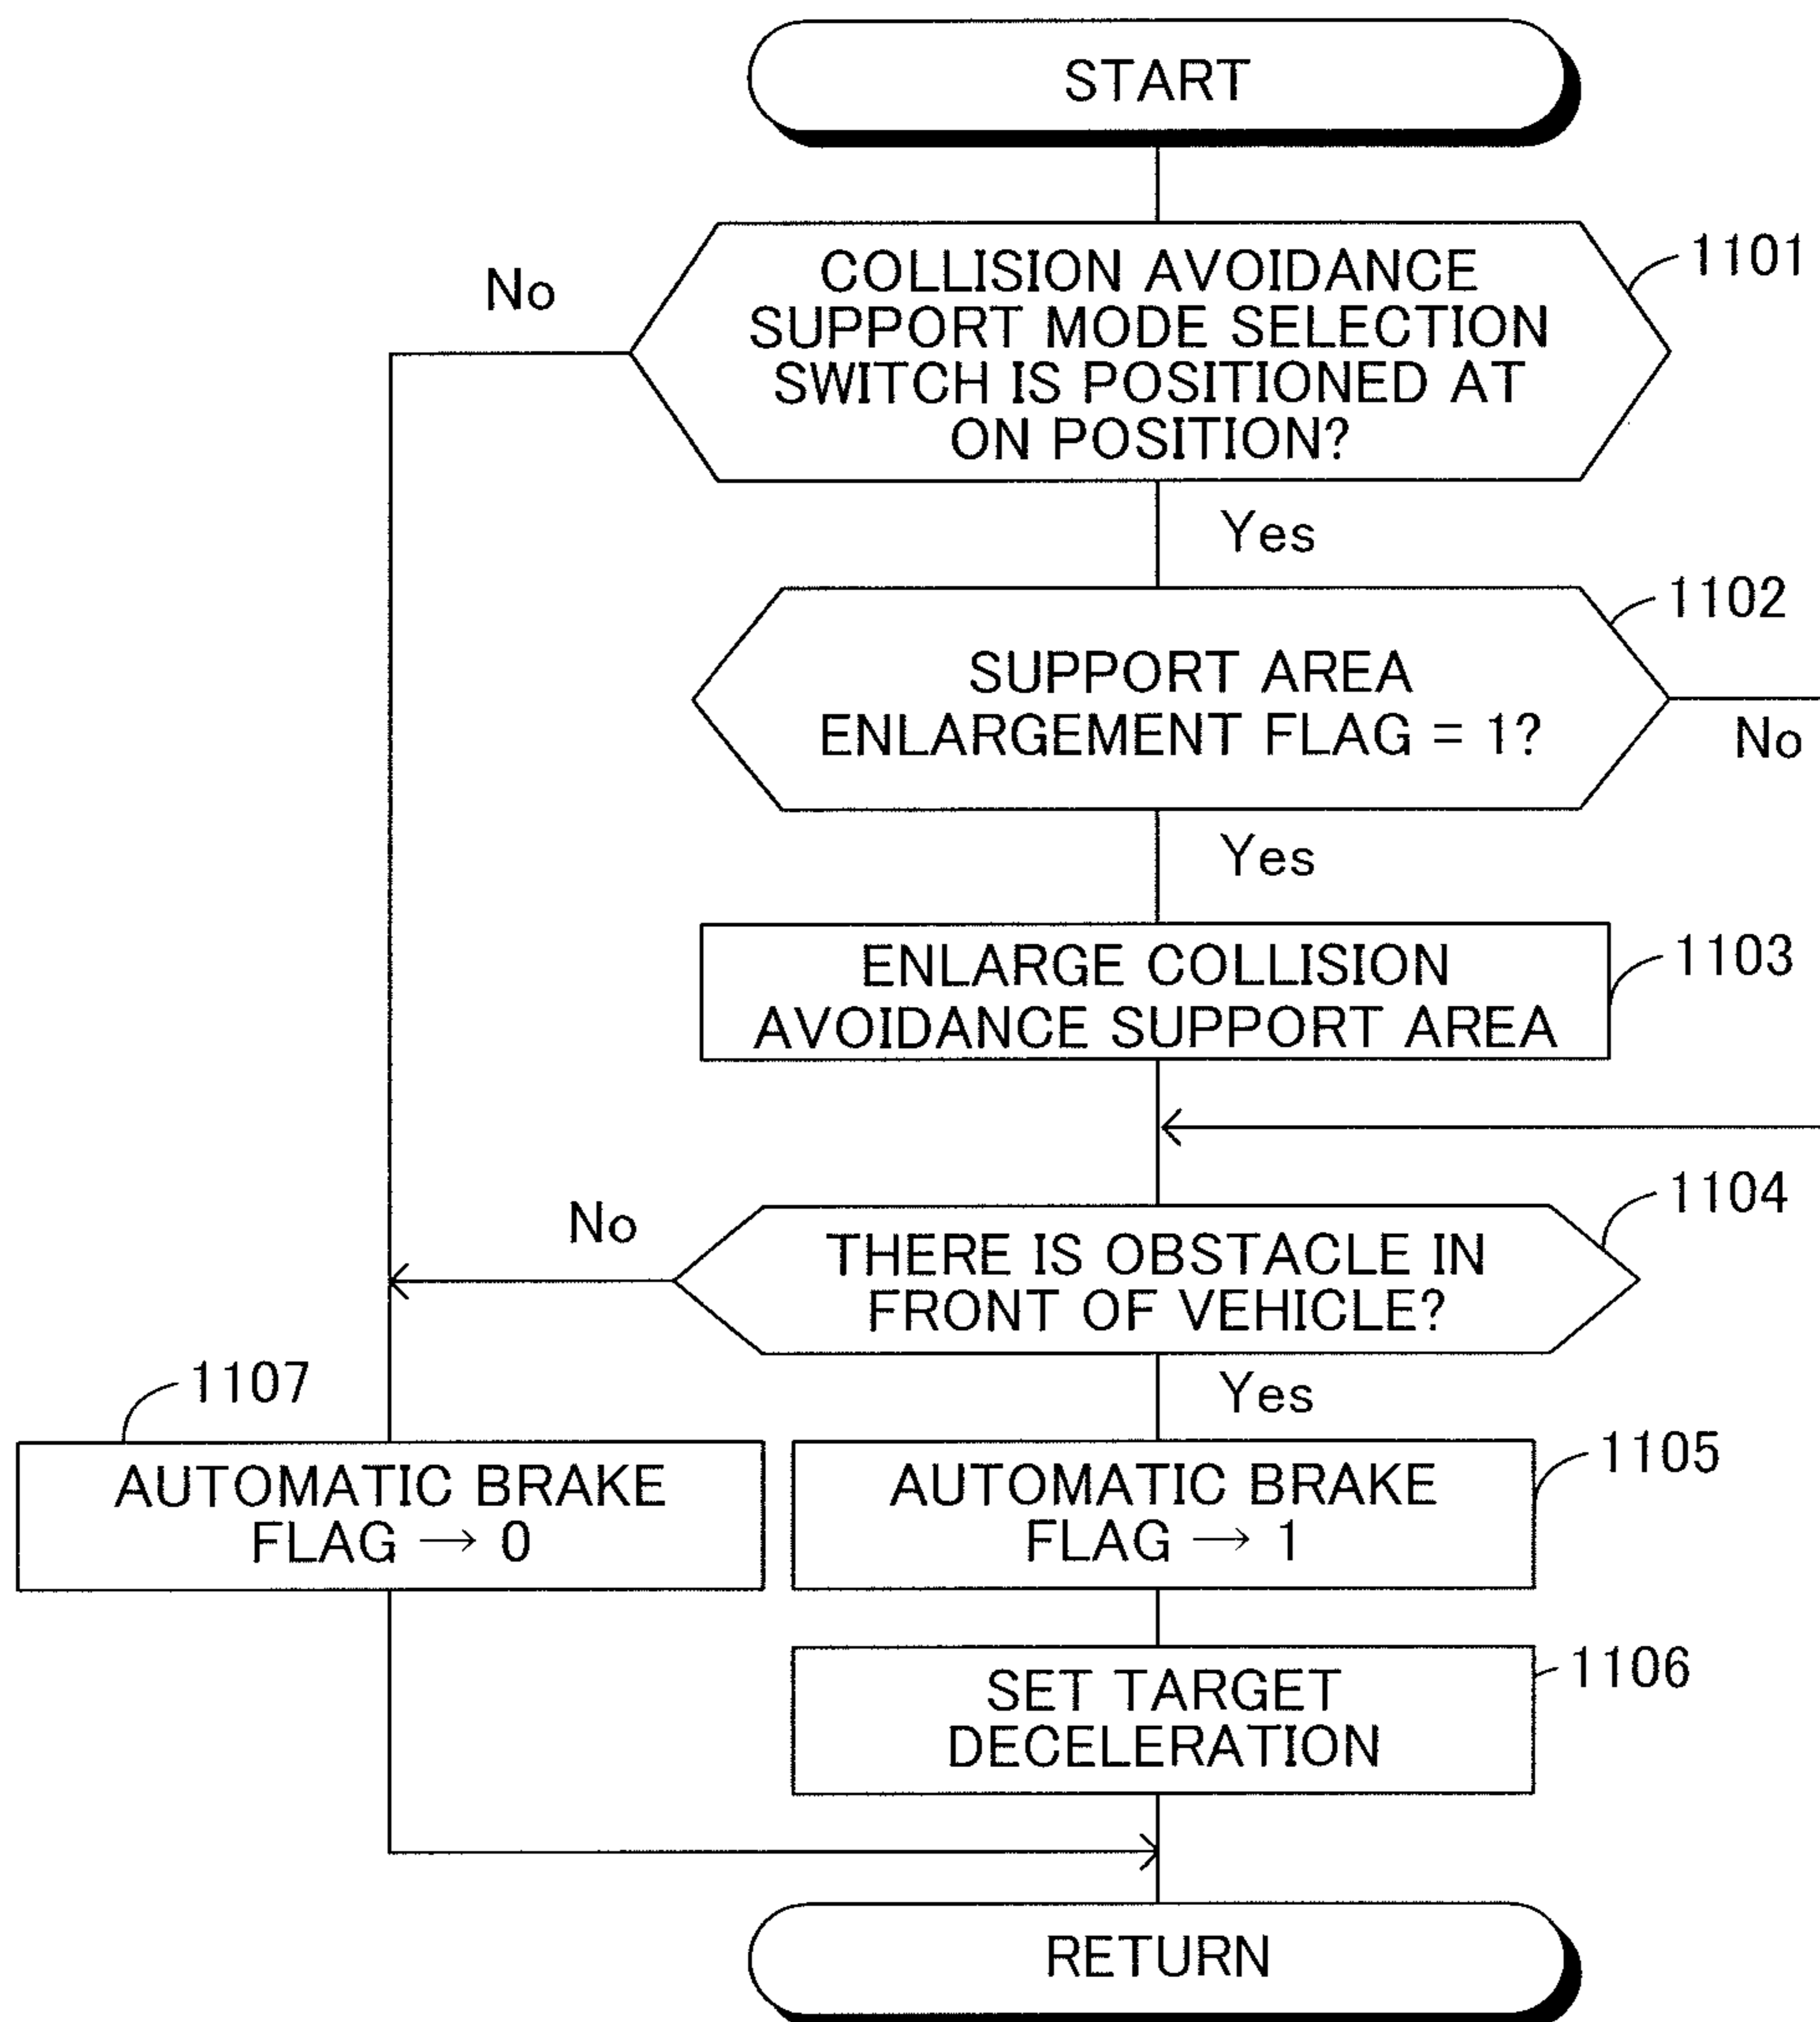 START
No
COLLISION AVOIDANCE
SUPPORT MODE SELECTION
SWITCH IS POSITIONED AT
ON POSITION?
1101
Yes
SUPPORT AREA
ENLARGEMENT FLAG = 1?
1102
No
Yes
ENLARGE COLLISION
AVOIDANCE SUPPORT AREA
1103
No
THERE IS OBSTACLE IN
FRONT OF VEHICLE?
1104
Yes
1107
AUTOMATIC BRAKE
FLAG → 0
AUTOMATIC BRAKE
FLAG → 1
1105
SET TARGET
DECELERATION
1106
RETURN